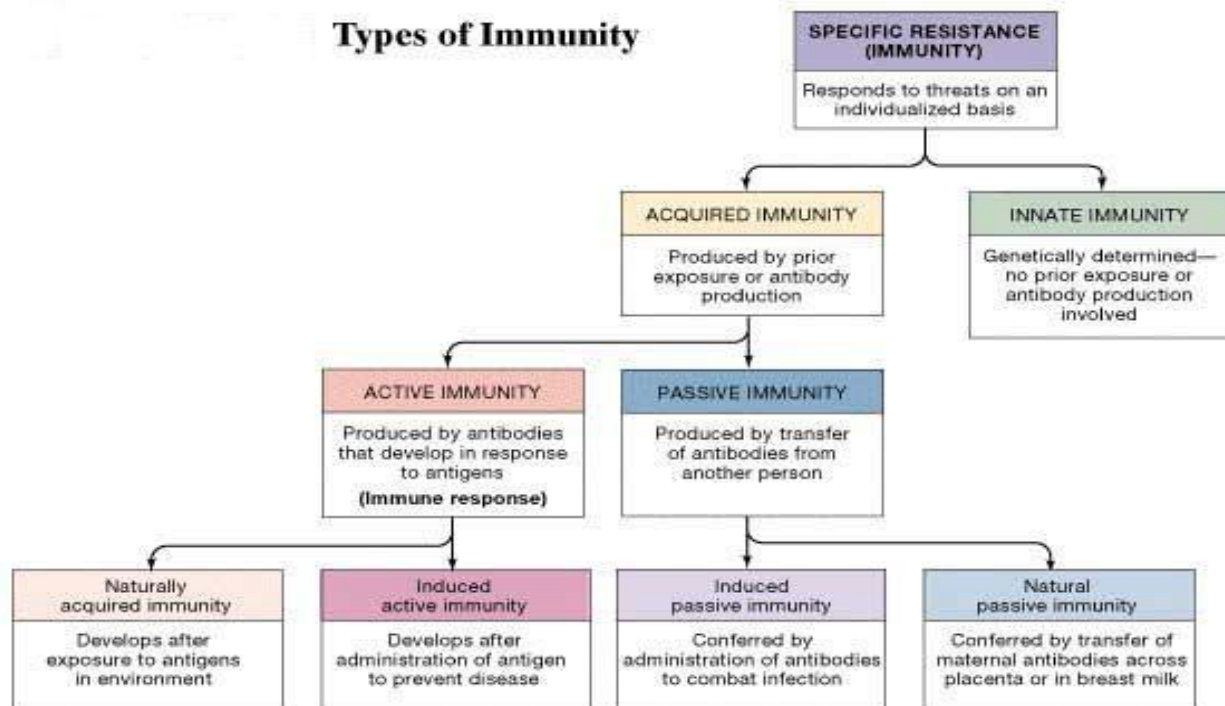 Types of Immunity
SPECIFIC RESISTANCE
(IMMUNITY)
Responds to threats on an
individualized basis
ACQUIRED IMMUNITY
Produced by prior
exposure or antibody
production
INNATE IMMUNITY
Genetically determined—
no prior exposure or
antibody production
involved
ACTIVE IMMUNITY
Produced by antibodies
that develop in response
to antigens
(Immune response)
PASSIVE IMMUNITY
Produced by transfer
of antibodies from
another person
Naturally
acquired immunity
Develops after
exposure to antigens
in environment
Induced
active immunity
Develops after
administration of antigen
to prevent disease
Induced
passive immunity
Conferred by
administration of antibodies
to combat infection
Natural
passive immunity
Conferred by transfer of
maternal antibodies across
placenta or in breast milk